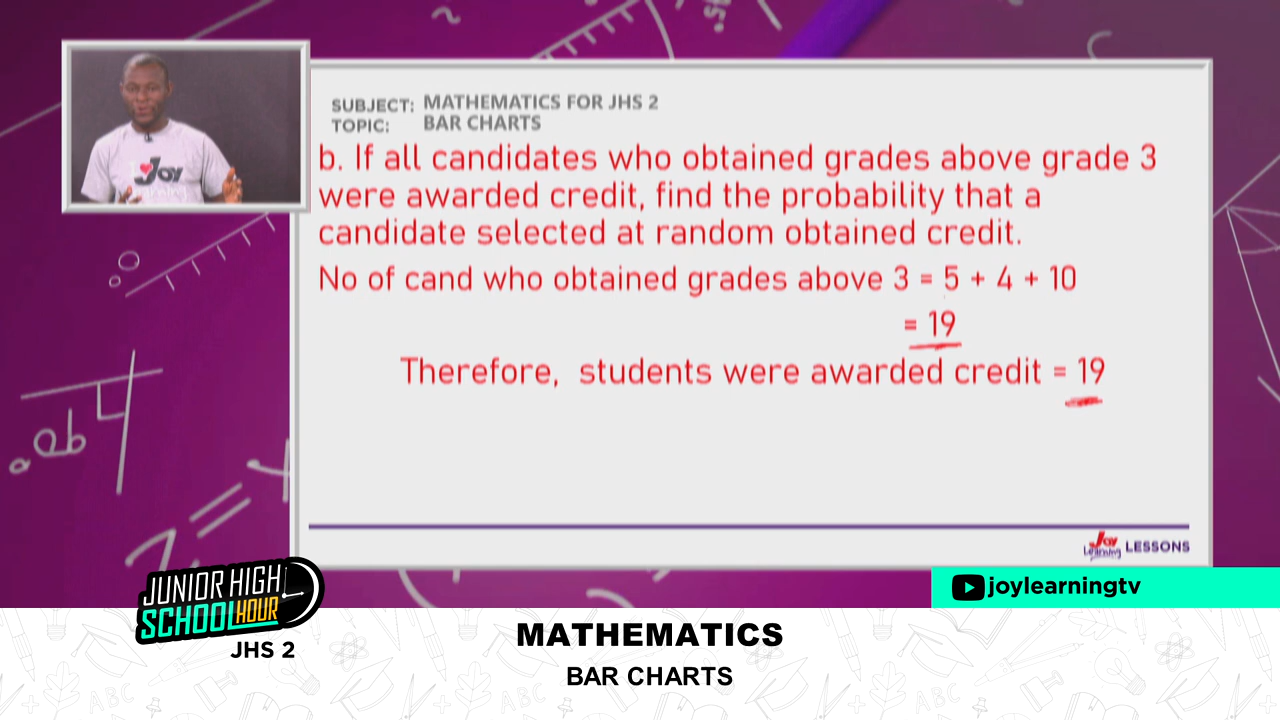 SUBJECT: MATHEMATICS FOR JHS 2
TOPIC: BAR CHARTS
b. If all candidates who obtained grades above grade 3
were awarded credit, find the probability that a
candidate selected at random obtained credit.
No of cand who obtained grades above 3 = 5 + 4 + 10
= 19
Therefore, students were awarded credit = 19
Joy
Joy Learning LESSONS
joylearningtv
JUNIOR HIGH
SCHOOL HOUR
JHS 2
MATHEMATICS
BAR CHARTS